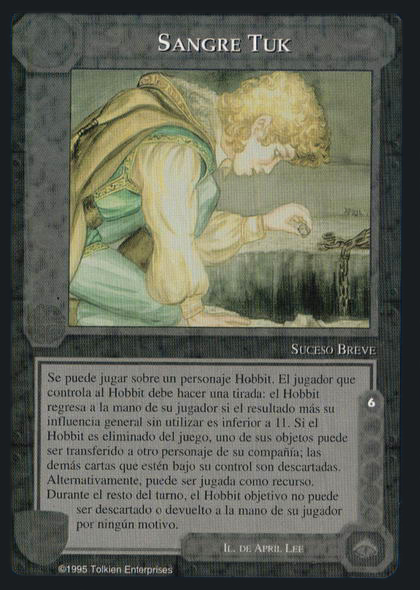 SANGRE TUK
SUCESO BREVE
Se puede jugar sobre un personaje Hobbit. El jugador que
controla al Hobbit debe hacer una tirada: el Hobbit
regresa a la mano de su jugador si el resultado más su
influencia general sin utilizar es inferior a 11. Si el
Hobbit es eliminado del juego, uno de sus objetos puede
ser transferido a otro personaje de su compañía; las
demás cartas que estén bajo su control son descartadas.
Alternativamente, puede ser jugada como recurso.
Durante el resto del turno, el Hobbit objetivo no puede
ser descartado o devuelto a la mano de su jugador
por ningún motivo.
6
IL. DE APRIL LEE
©1995 Tolkien Enterprises